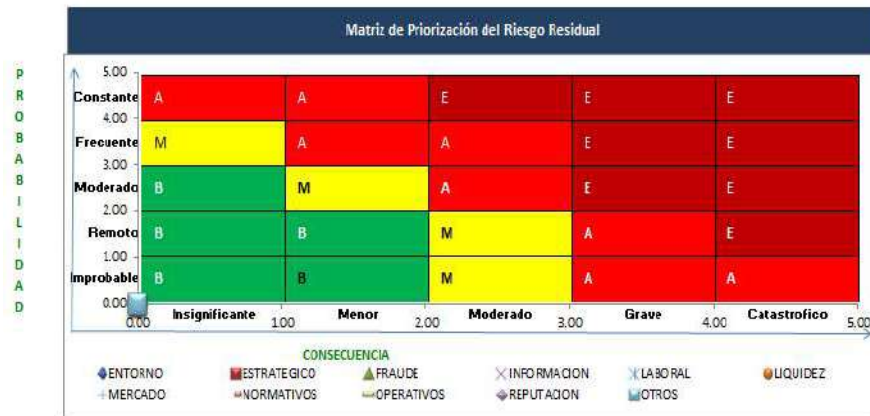 Matriz de Priorización del Riesgo Residual
PROBABILIDAD
5.00
Constante A A E E E
4.00
Frecuente M A A E E
3.00
Moderado B M A E E
2.00
Remoto B B M A E
1.00
Improbable B B M A A
0.00
0.00 Insignificante 1.00 Menor 2.00 Moderado 3.00 Grave 4.00 Catastrofico 5.00
CONSECUENCIA
ENTORNO ESTRATEGICO FRAUDE INFORMACION LABORAL LIQUIDEZ
MERCADO NORMATIVOS OPERATIVOS REPUTACION OTROS